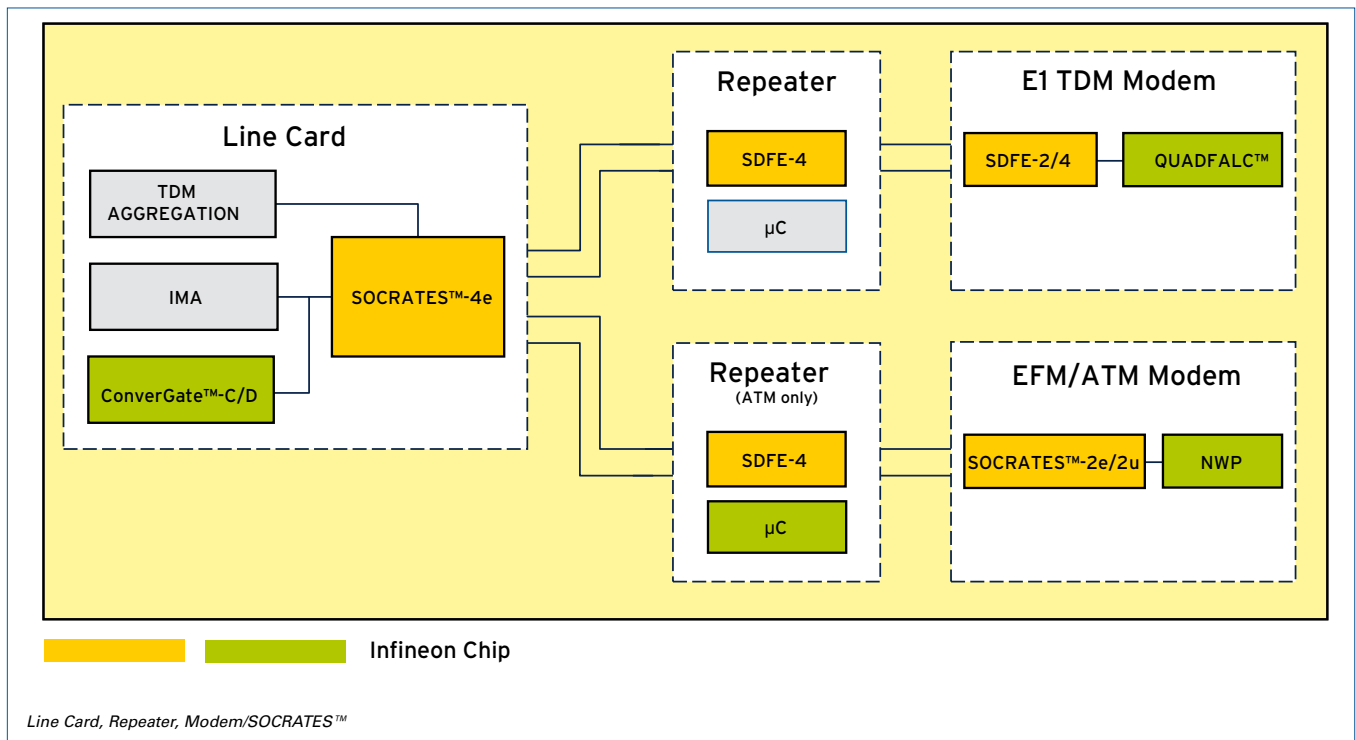 Line Card
TDM
AGGREGATION
IMA
ConverGate™-C/D
SOCRATES™-4e
Repeater
SDFE-4
µC
E1 TDM Modem
SDFE-2/4
QUADFALC™
Repeater
(ATM only)
SDFE-4
µC
EFM/ATM Modem
SOCRATES™-2e/2u
NWP
Infineon Chip
Line Card, Repeater, Modem/SOCRATES™